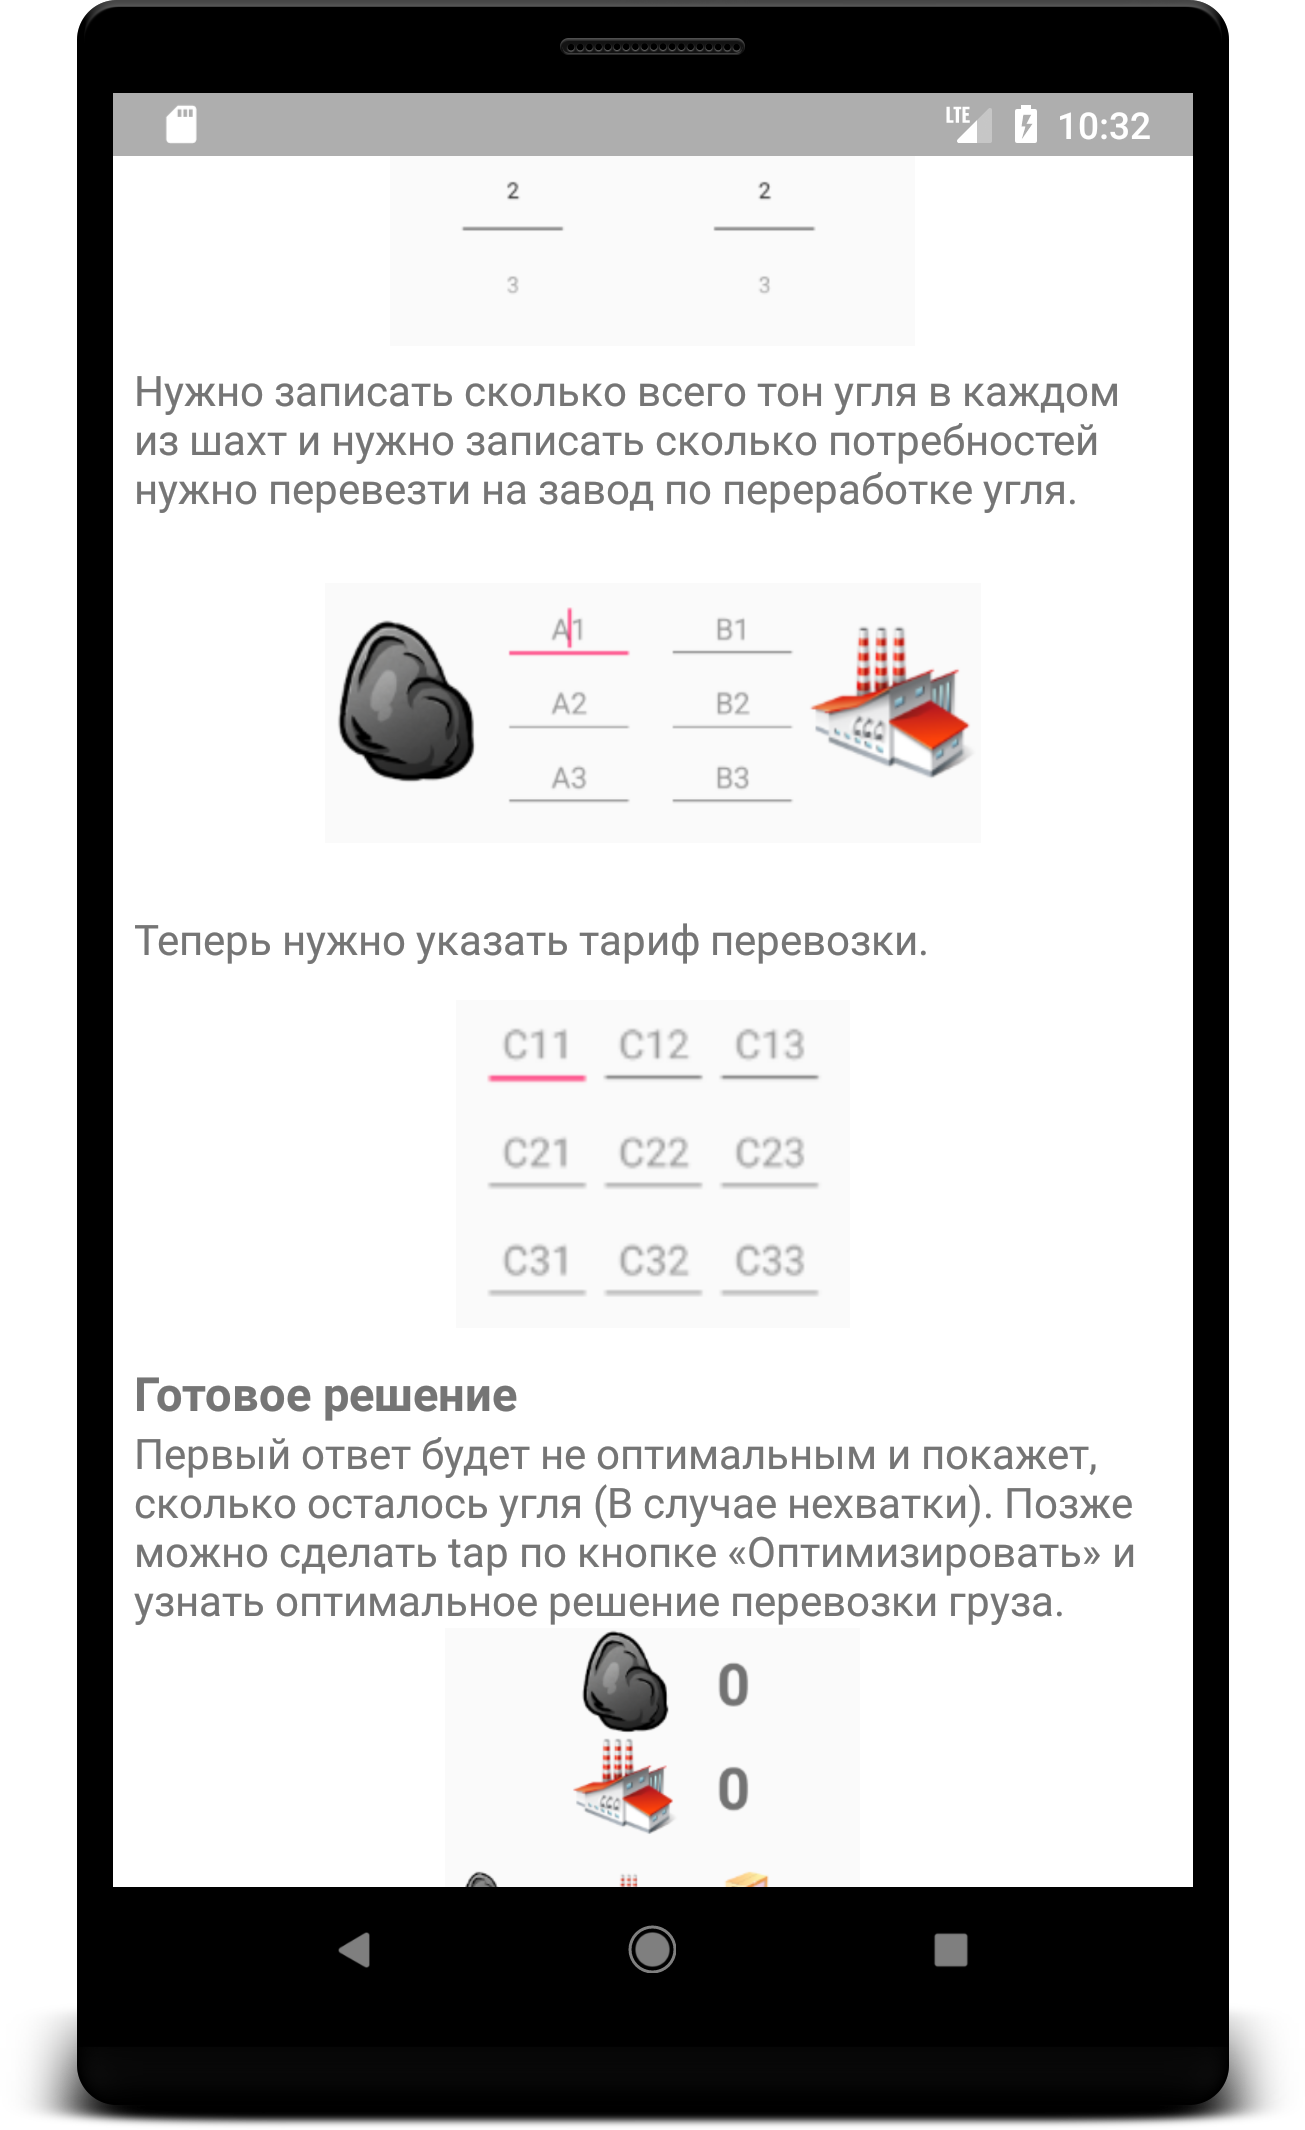 LTE 10:32
2 2
3 3
Нужно записать сколько всего тон угля в каждом
из шахт и нужно записать сколько потребностей
нужно перевезти на завод по переработке угля.
A1 B1
A2 B2
A3 B3
Теперь нужно указать тариф перевозки.
C11 C12 C13
C21 C22 C23
C31 C32 C33
Готовое решение
Первый ответ будет не оптимальным и покажет,
сколько осталось угля (В случае нехватки). Позже
можно сделать tap по кнопке «Оптимизировать» и
узнать оптимальное решение перевозки груза.
0
0